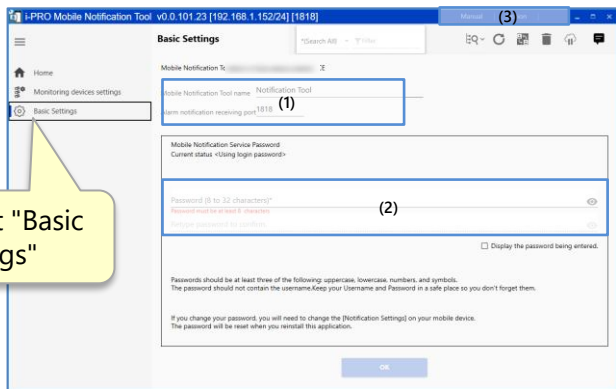 i-PRO Mobile Notification Tool v0.0.101.23 [192.168.1.152/24] [1818]
Manual
(3)
Basic Settings
*(Search All)
Filter
Home
Monitoring devices settings
Basic Settings
Mobile Notification To
Mobile Notification Tool name Notification Tool
(1)
Alarm notification receiving port 1818
Mobile Notification Service Password
Current status <Using login password>
Password (8 to 32 characters)*
Password must be at least 8 characters
(2)
Retype password to confirm
Display the password being entered.
t "Basic
gs"
Passwords should be at least three of the following: uppercase, lowercase, numbers, and symbols.
The password should not contain the username.Keep your Username and Password in a safe place so you don't forget them.
If you change your password, you will need to change the [Notification Settings] on your mobile device.
The password will be reset when you reinstall this application.
OK